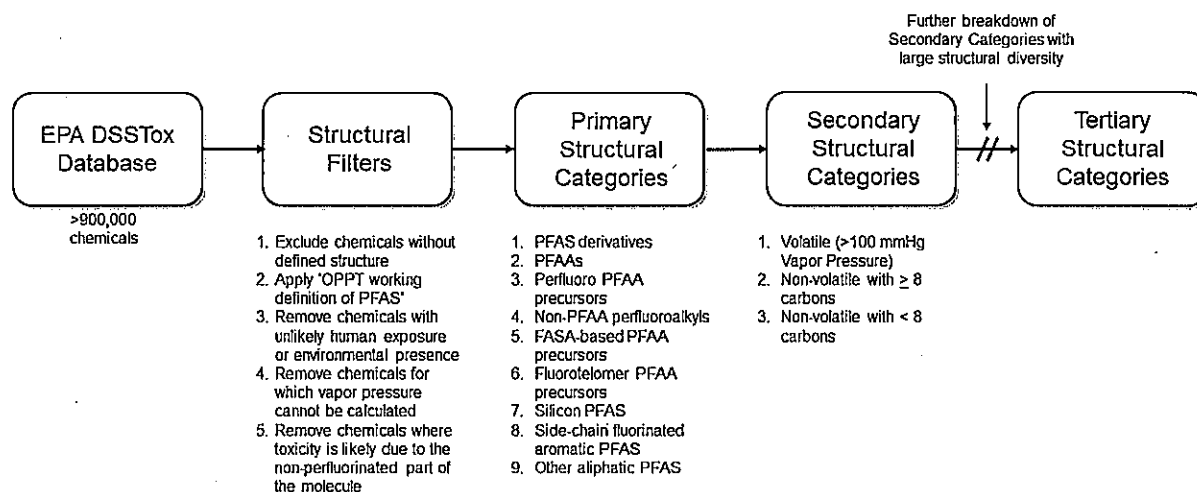 Further breakdown of
Secondary Categories with
large structural diversity
EPA DSSTox
Database
>900,000
chemicals
Structural
Filters
1. Exclude chemicals without
defined structure
2. Apply "OPPT working
definition of PFAS"
3. Remove chemicals with
unlikely human exposure
or environmental presence
4. Remove chemicals for
which vapor pressure
cannot be calculated
5. Remove chemicals where
toxicity is likely due to the
non-perfluorinated part of
the molecule
Primary
Structural
Categories
1. PFAS derivatives
2. PFAAs
3. Perfluoro PFAA
precursors
4. Non-PFAA perfluoroalkyls
5. FASA-based PFAA
precursors
6. Fluorotelomer PFAA
precursors
7. Silicon PFAS
8. Side-chain fluorinated
aromatic PFAS
9. Other aliphatic PFAS
Secondary
Structural
Categories
1. Volatile (>100 mmHg
Vapor Pressure)
2. Non-volatile with ≥ 8
carbons
3. Non-volatile with < 8
carbons
Tertiary
Structural
Categories